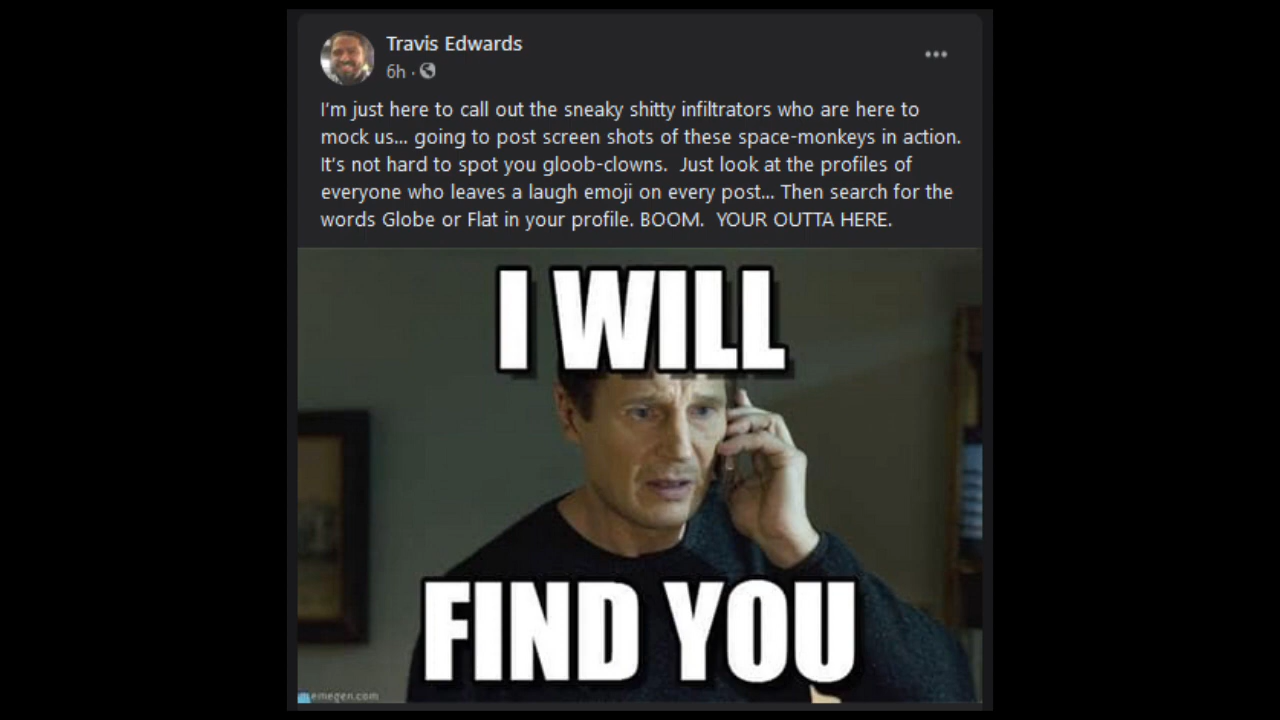 Travis Edwards
6h ·
I'm just here to call out the sneaky shitty infiltrators who are here to
mock us... going to post screen shots of these space-monkeys in action.
It's not hard to spot you gloob-clowns.  Just look at the profiles of
everyone who leaves a laugh emoji on every post... Then search for the
words Globe or Flat in your profile. BOOM.  YOUR OUTTA HERE.
I WILL
FIND YOU
memegen.com